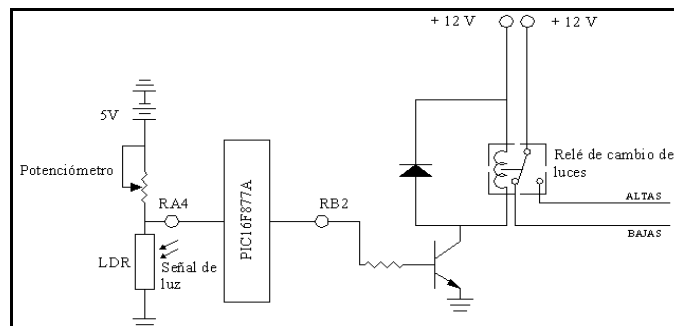 + 12 V
+ 12 V
5V
Potenciómetro
RA4
PIC16F877A
RB2
Relé de cambio de
luces
ALTAS
BAJAS
LDR
Señal de
luz